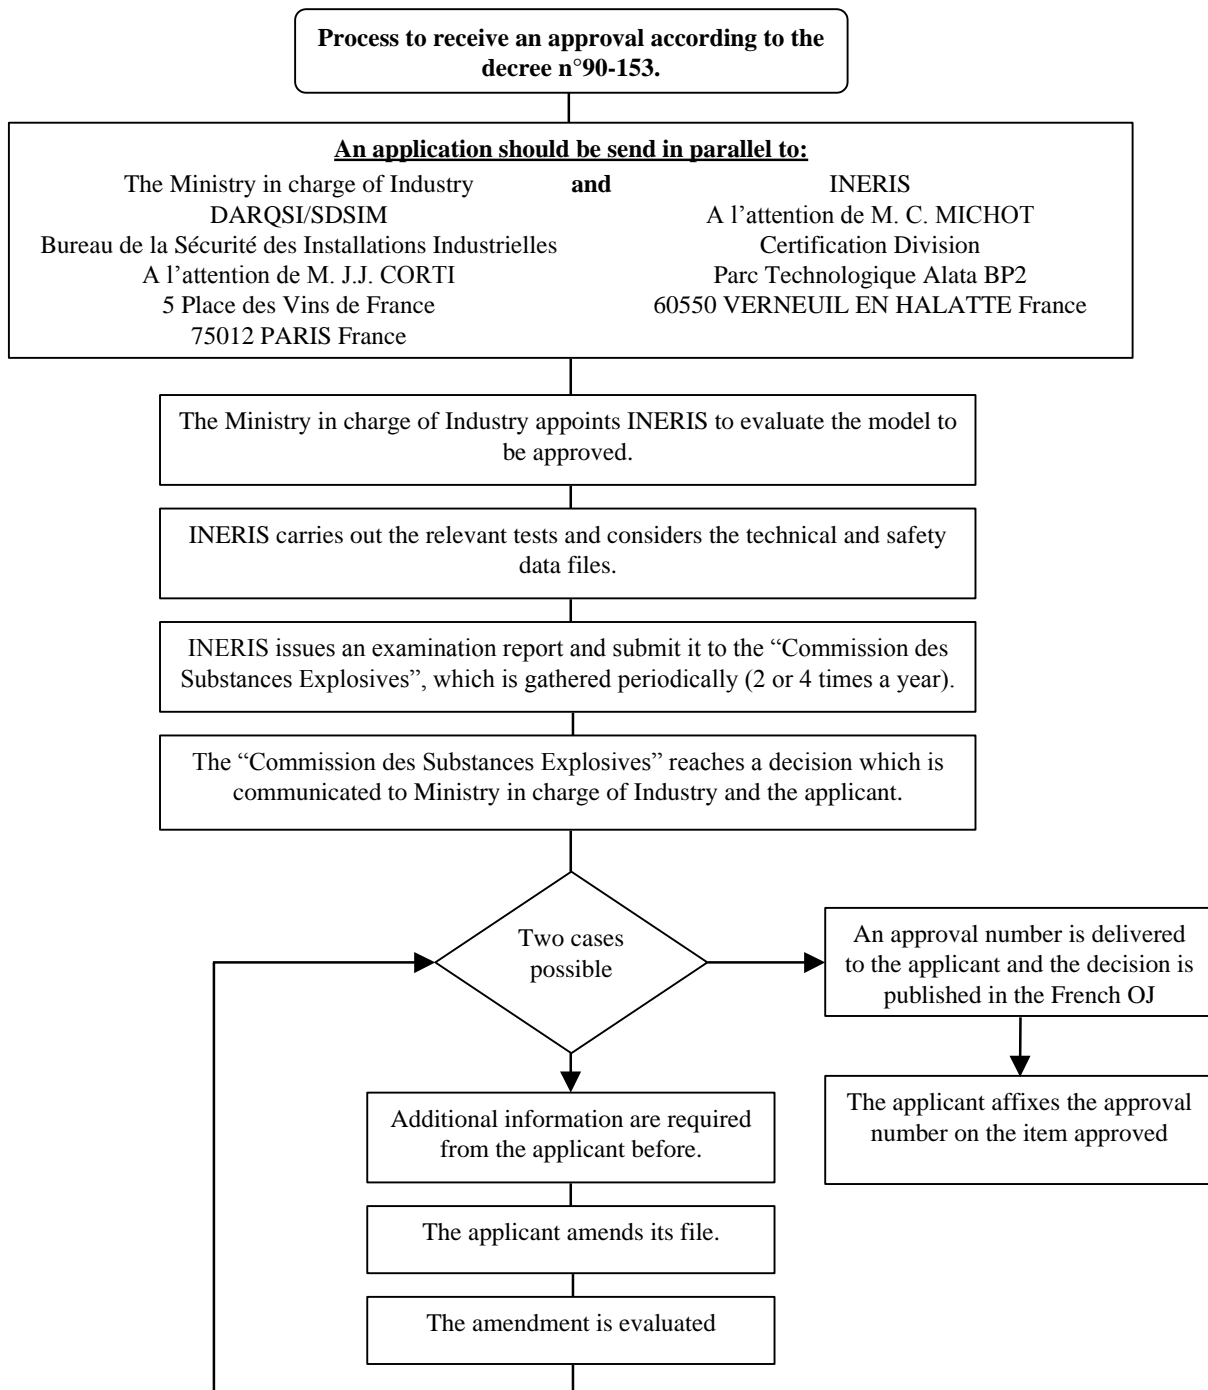 Process to receive an approval according to the
decree n°90-153.
An application should be send in parallel to:
The Ministry in charge of Industry
DARQSI/SDSIM
Bureau de la Sécurité des Installations Industrielles
A l’attention de M. J.J. CORTI
5 Place des Vins de France
75012 PARIS France
and
INERIS
A l’attention de M. C. MICHOT
Certification Division
Parc Technologique Alata BP2
60550 VERNEUIL EN HALATTE France
The Ministry in charge of Industry appoints INERIS to evaluate the model to
be approved.
INERIS carries out the relevant tests and considers the technical and safety
data files.
INERIS issues an examination report and submit it to the “Commission des
Substances Explosives”, which is gathered periodically (2 or 4 times a year).
The “Commission des Substances Explosives” reaches a decision which is
communicated to Ministry in charge of Industry and the applicant.
Two cases
possible
An approval number is delivered
to the applicant and the decision is
published in the French OJ
The applicant affixes the approval
number on the item approved
Additional information are required
from the applicant before.
The applicant amends its file.
The amendment is evaluated